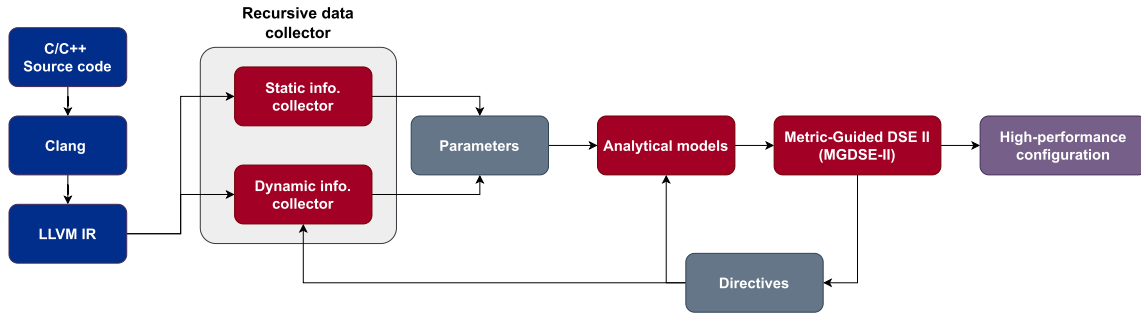 Recursive data
collector
C/C++
Source code
Clang
LLVM IR
Static info.
collector
Dynamic info.
collector
Parameters
Analytical models
Metric-Guided DSE II
(MGDSE-II)
High-performance
configuration
Directives